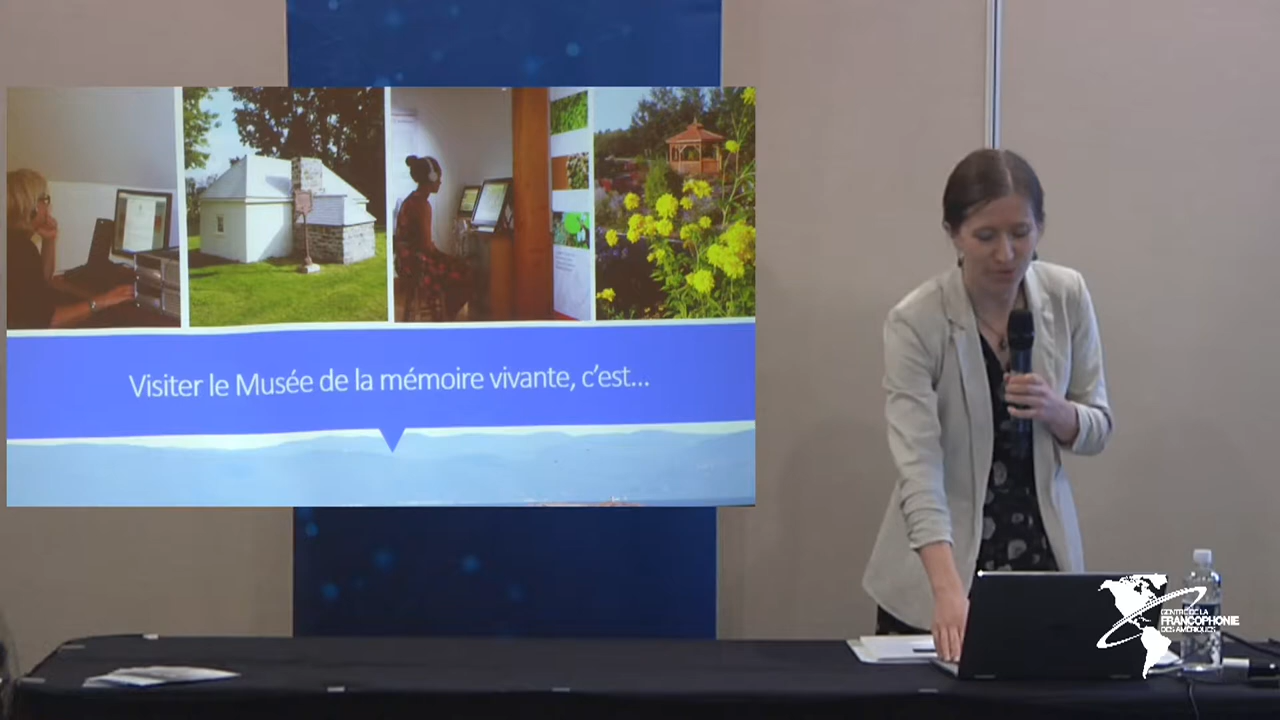 Visiter le Musée de la mémoire vivante, c'est...
CENTRE DE LA
FRANCOPHONIE
DES AMÉRIQUES